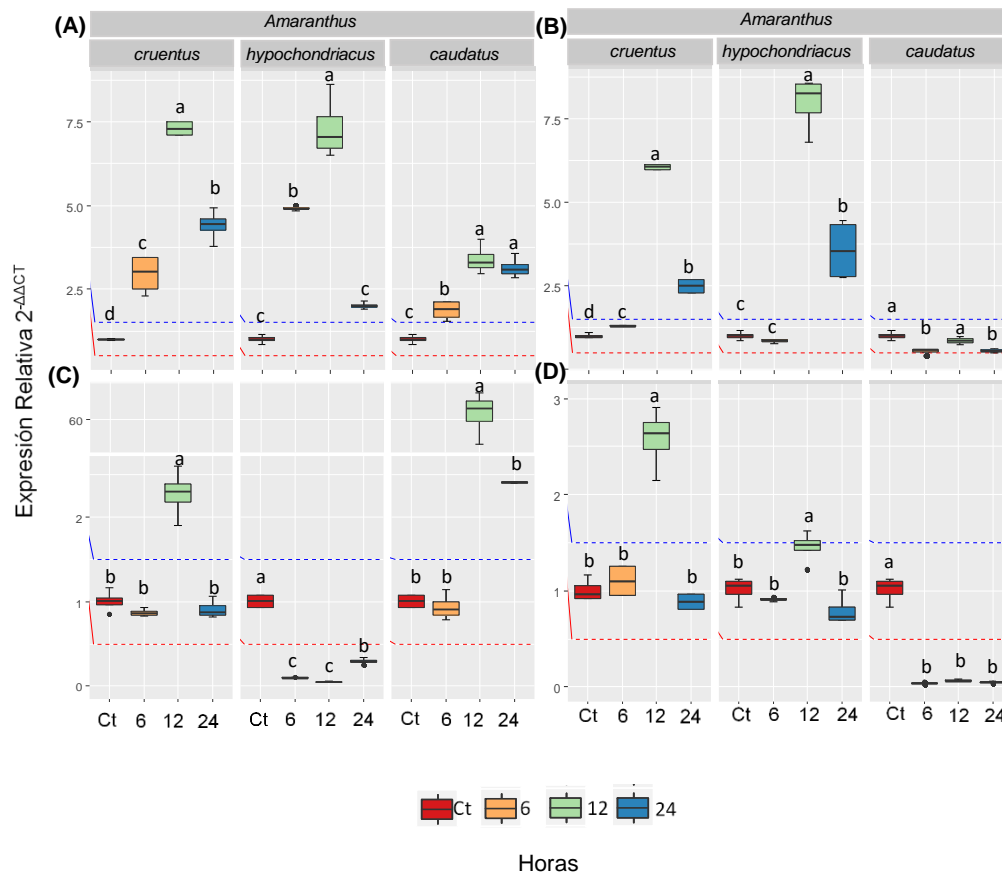 (A) Amaranthus
cruentus hypochondriacus caudatus
a
a
7.5
b
5.0
b
c
a a
2.5
b
c
d c c
(B) Amaranthus
cruentus hypochondriacus caudatus
a
7.5
a
5.0
b
b
2.5
c a
d c c b a b
(C)
a
60
a
b
2
b b b a b b
1
b
c c
0
Ct 6 12 24 Ct 6 12 24 Ct 6 12 24
(D)
3
a
2
a
b b b b b b a
1
b b b
0
Ct 6 12 24 Ct 6 12 24 Ct 6 12 24
Expresión Relativa 2-ΔΔCT
Ct 6 12 24
Horas